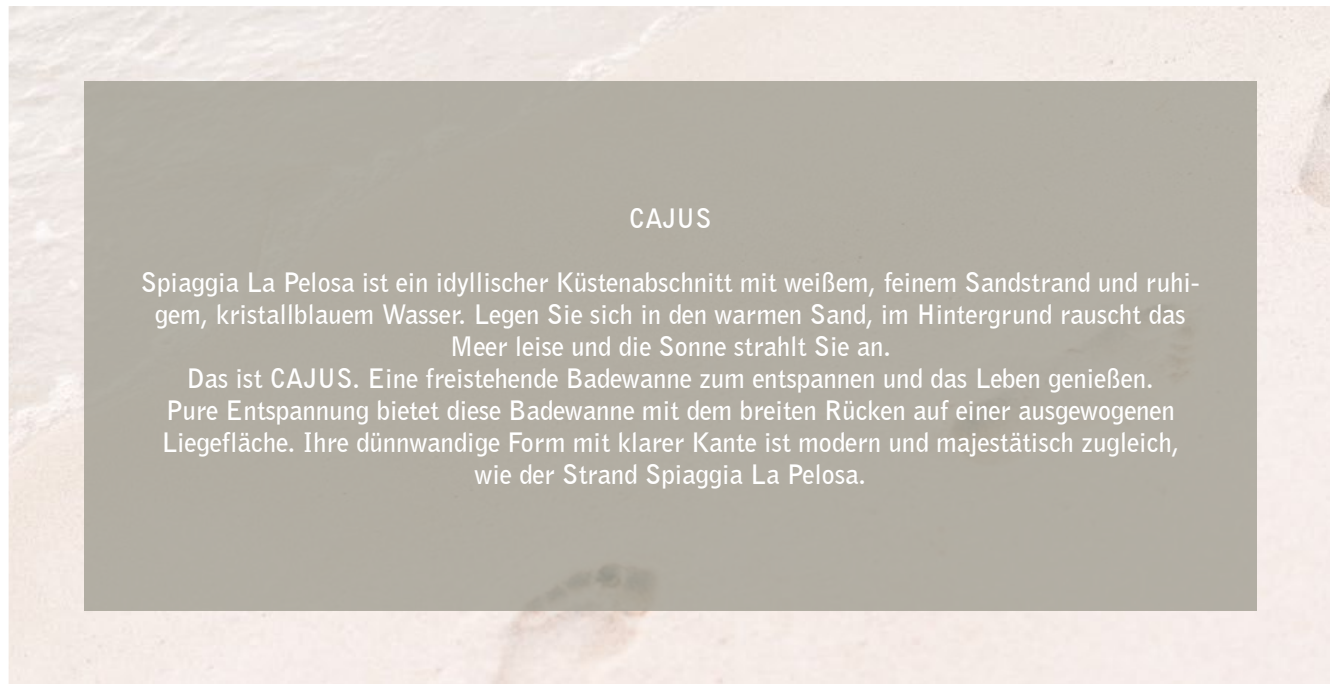 CAJUS
Spiaggia La Pelosa ist ein idyllischer Küstenabschnitt mit weißem, feinem Sandstrand und ruhi-
gem, kristallblauem Wasser. Legen Sie sich in den warmen Sand, im Hintergrund rauscht das
Meer leise und die Sonne strahlt Sie an.
Das ist CAJUS. Eine freistehende Badewanne zum entspannen und das Leben genießen.
Pure Entspannung bietet diese Badewanne mit dem breiten Rücken auf einer ausgewogenen
Liegefläche. Ihre dünnwandige Form mit klarer Kante ist modern und majestätisch zugleich,
wie der Strand Spiaggia La Pelosa.